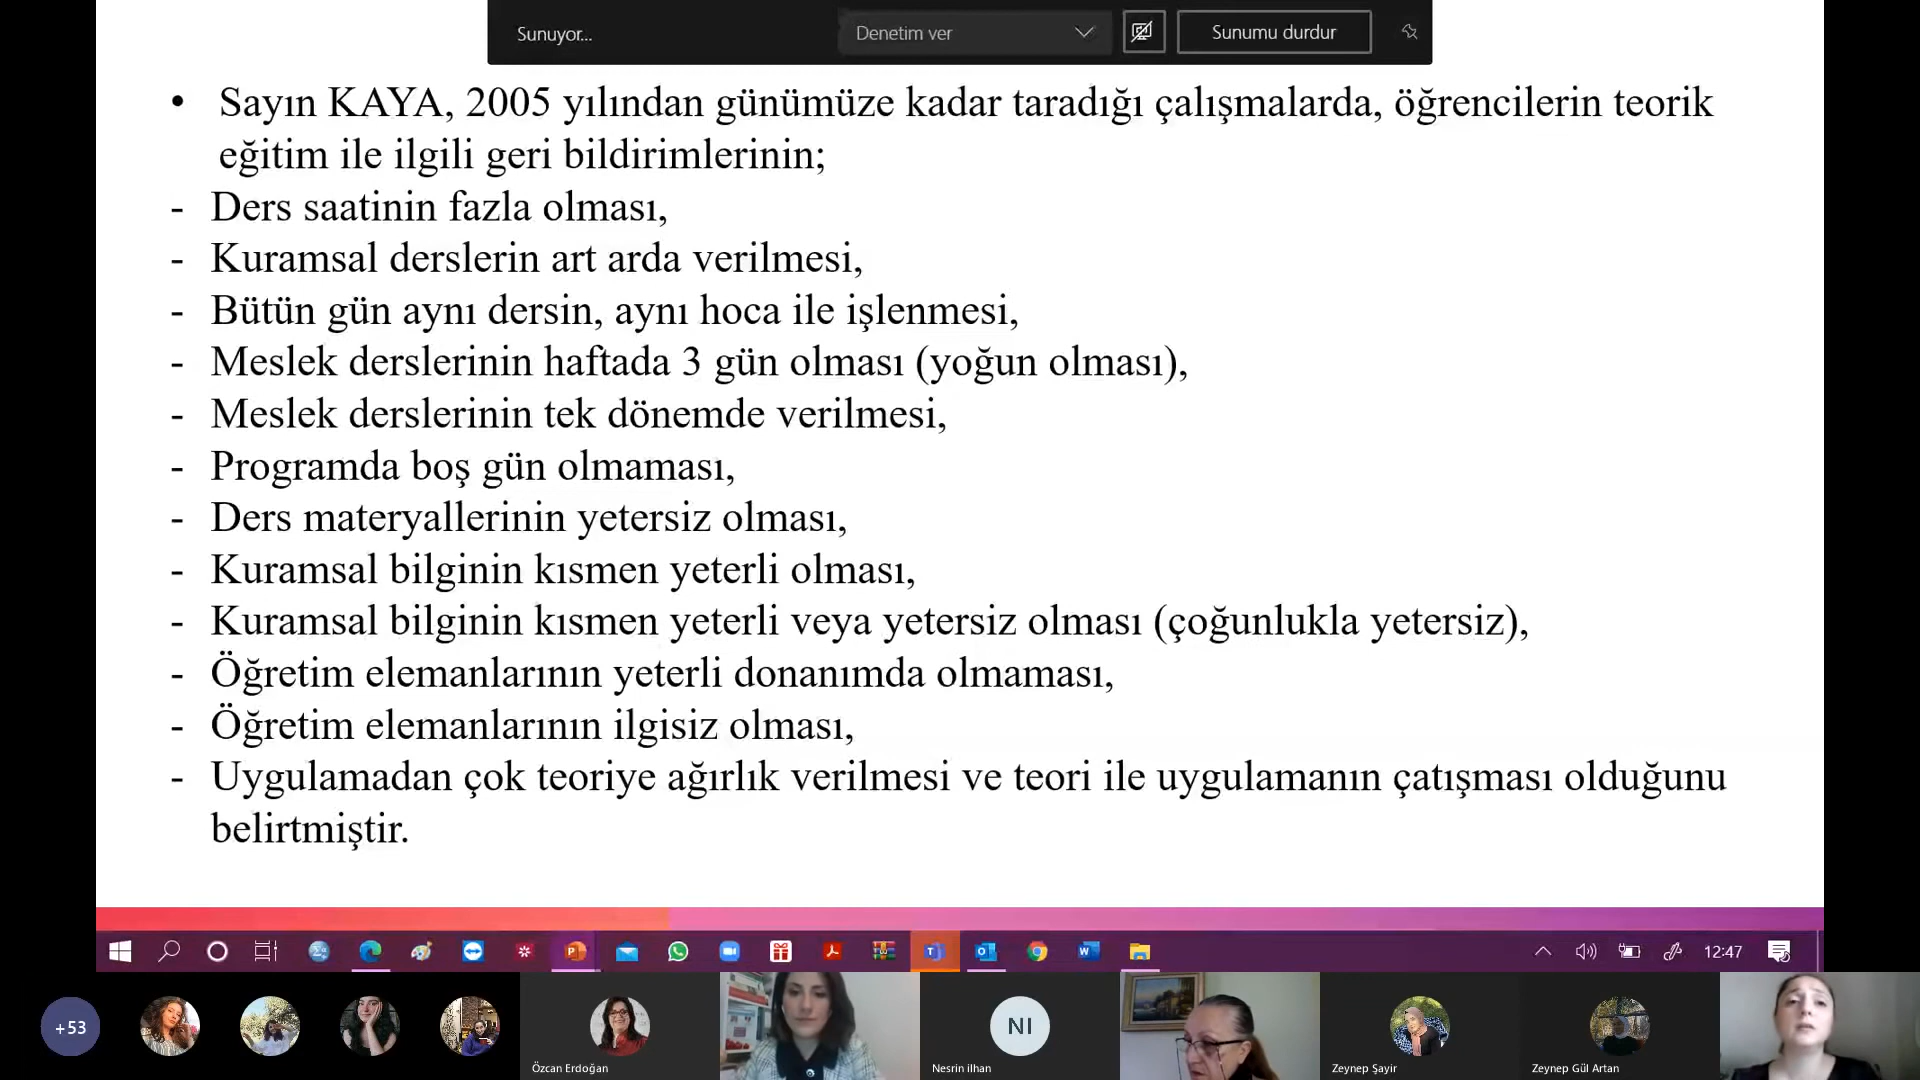 Sunuyor...
Denetim ver
Sunumu durdur
• Sayın KAYA, 2005 yılından günümüze kadar taradığı çalışmalarda, öğrencilerin teorik
eğitim ile ilgili geri bildirimlerinin;
- Ders saatinin fazla olması,
- Kuramsal derslerin art arda verilmesi,
- Bütün gün aynı dersin, aynı hoca ile işlenmesi,
- Meslek derslerinin haftada 3 gün olması (yoğun olması),
- Meslek derslerinin tek dönemde verilmesi,
- Programda boş gün olmaması,
- Ders materyallerinin yetersiz olması,
- Kuramsal bilginin kısmen yeterli olması,
- Kuramsal bilginin kısmen yeterli veya yetersiz olması (çoğunlukla yetersiz),
- Öğretim elemanlarının yeterli donanımda olmaması,
- Öğretim elemanlarının ilgisiz olması,
- Uygulamadan çok teoriye ağırlık verilmesi ve teori ile uygulamanın çatışması olduğunu
belirtmiştir.
12:47
+53
NI
Özcan Erdoğan
Nesrin ilhan
Zeynep Şayir
Zeynep Gül Artan